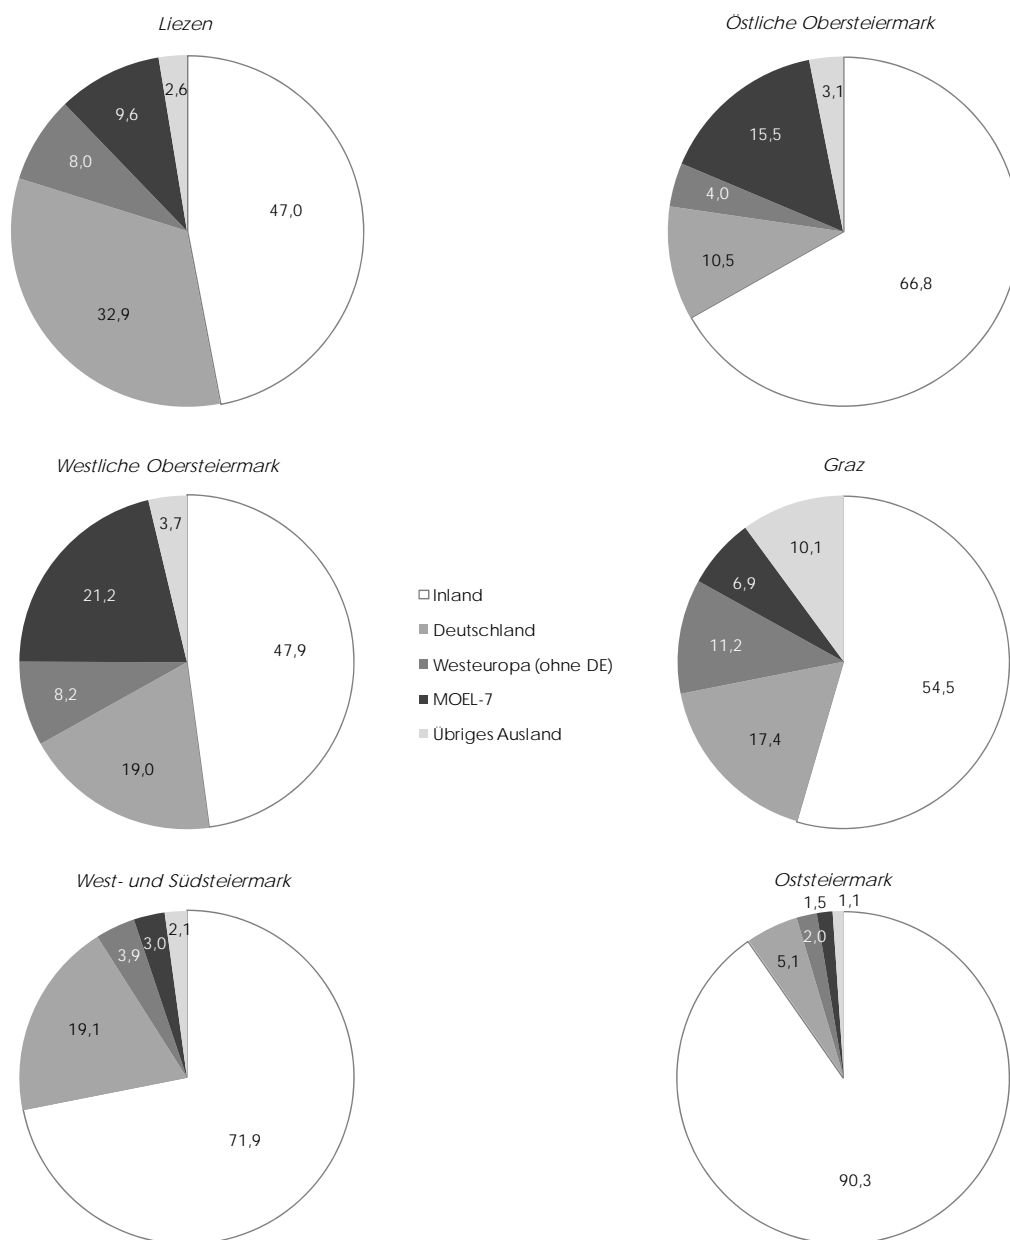 Liezen
2,6
9,6
8,0
47,0
32,9
Östliche Obersteiermark
3,1
15,5
4,0
10,5
66,8
Westliche Obersteiermark
3,7
21,2
47,9
8,2
19,0
Inland
Deutschland
Westeuropa (ohne DE)
MOEL-7
Übriges Ausland
Graz
10,1
6,9
11,2
54,5
17,4
West- und Südsteiermark
2,1
3,0
3,9
19,1
71,9
Oststeiermark
1,5 1,1
2,0
5,1
90,3